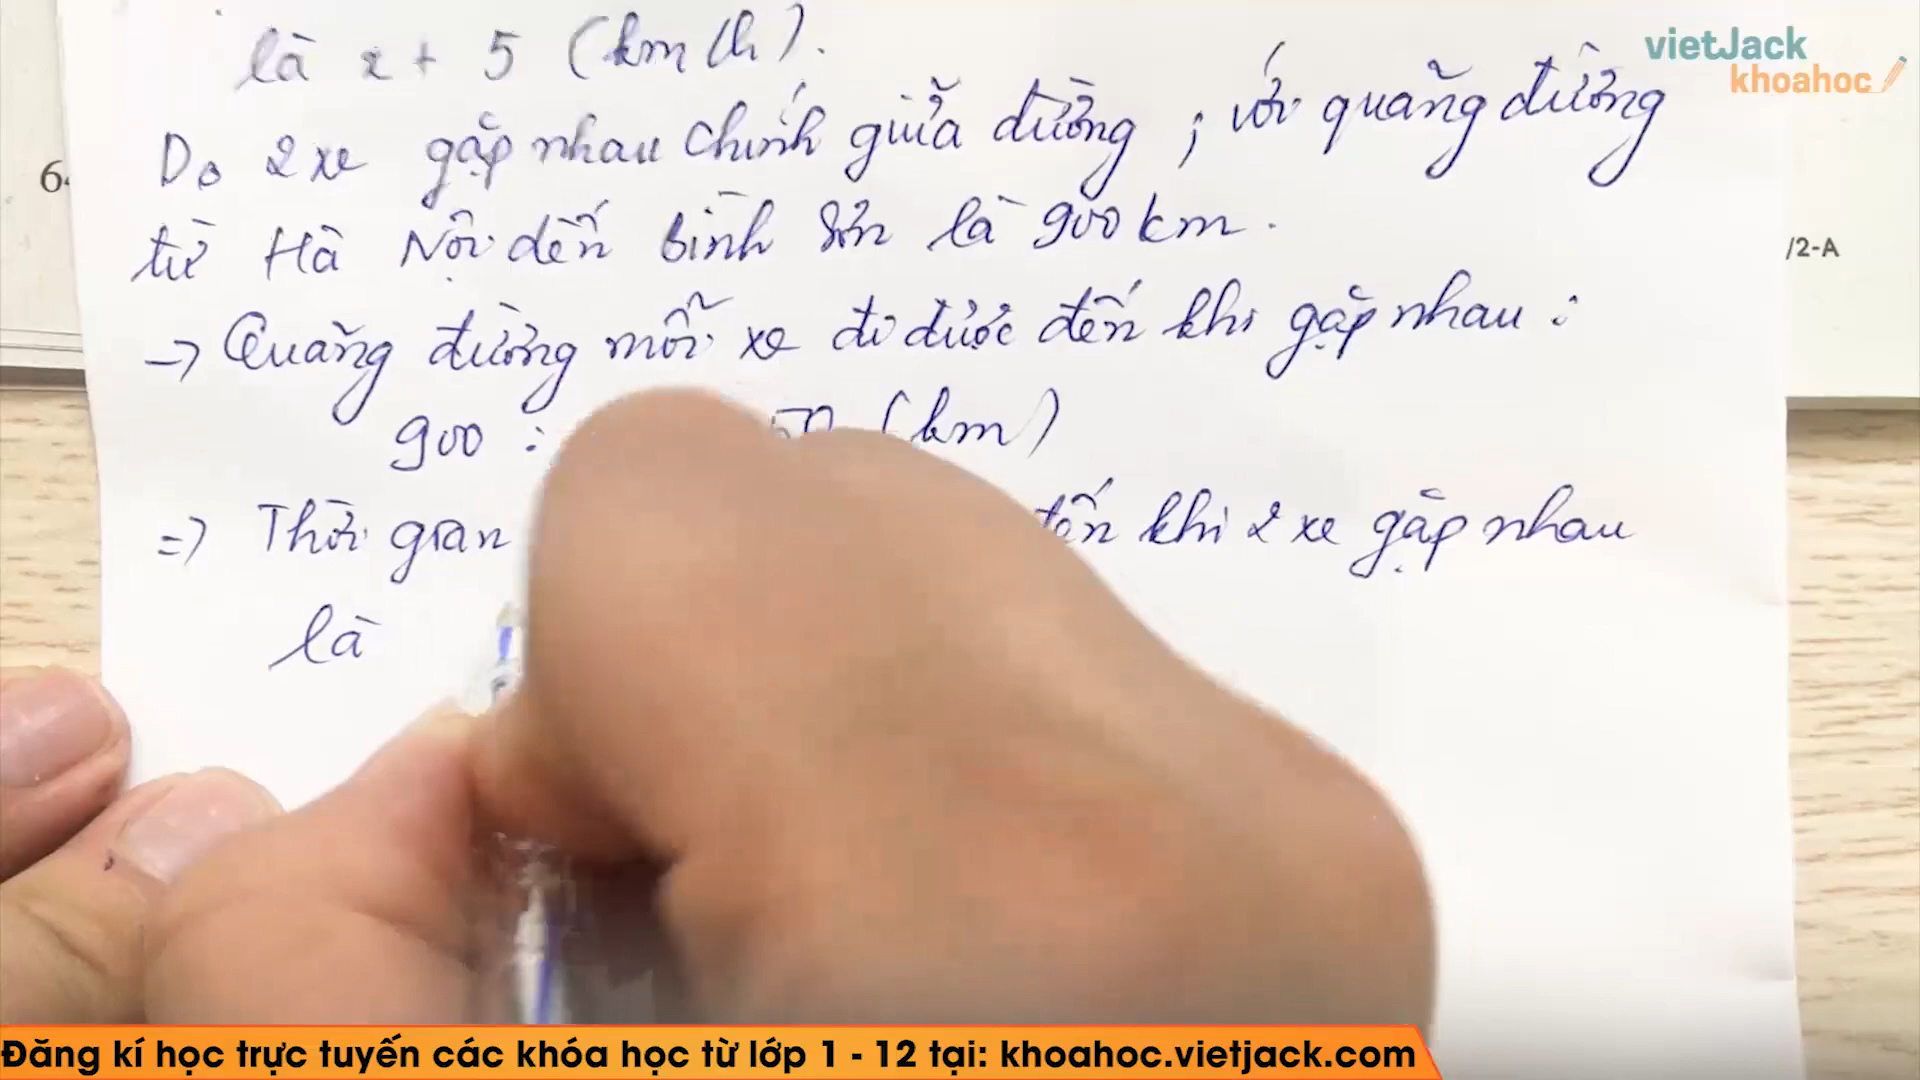 là x + 5 (km/h).
Do 2 xe gặp nhau chính giữa đường ; với quãng đường
từ Hà Nội đến Bình Sơn là 900 km.
-> Quãng đường mỗi xe đi được đến khi gặp nhau :
900 : (km)
=> Thời gian đến khi 2 xe gặp nhau
là
64
/2-A
vietJack
khoahoc
Đăng kí học trực tuyến các khóa học từ lớp 1 - 12 tại: khoahoc.vietjack.com